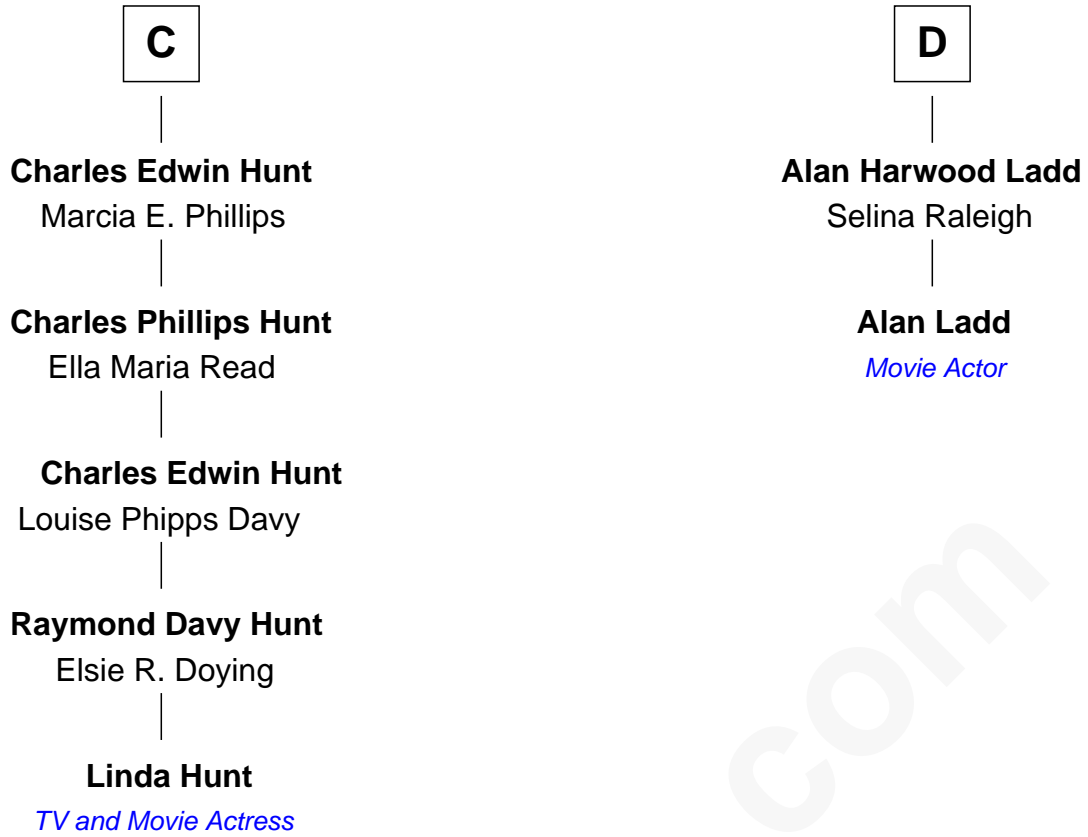 C
Charles Edwin Hunt
Marcia E. Phillips
Charles Phillips Hunt
Ella Maria Read
Charles Edwin Hunt
Louise Phipps Davy
Raymond Davy Hunt
Elsie R. Doying
Linda Hunt
TV and Movie Actress
D
Alan Harwood Ladd
Selina Raleigh
Alan Ladd
Movie Actor
com